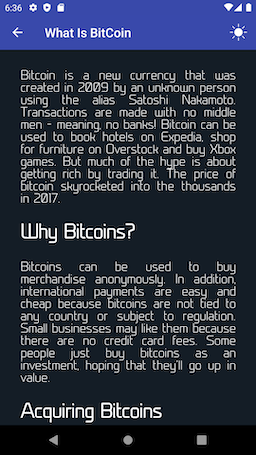 6:36
What Is BitCoin
Bitcoin is a new currency that was
created in 2009 by an unknown person
using the alias Satoshi Nakamoto.
Transactions are made with no middle
men - meaning, no banks! Bitcoin can be
used to book hotels on Expedia, shop
for furniture on Overstock and buy Xbox
games. But much of the hype is about
getting rich by trading it. The price of
bitcoin skyrocketed into the thousands
in 2017.
Why Bitcoins?
Bitcoins can be used to buy
merchandise anonymously. In addition,
international payments are easy and
cheap because bitcoins are not tied to
any country or subject to regulation.
Small businesses may like them because
there are no credit card fees. Some
people just buy bitcoins as an
investment, hoping that they'll go up in
value.
Acquiring Bitcoins